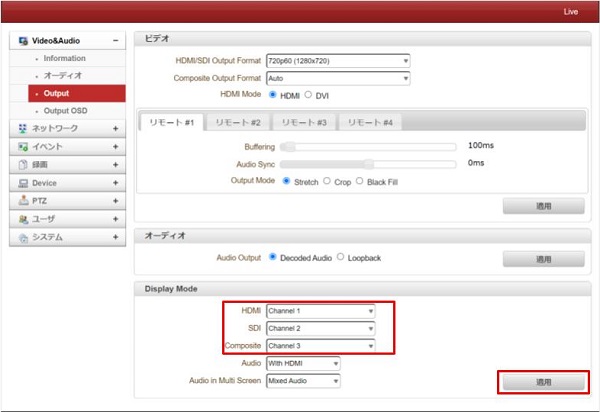 Live
Video&Audio
Information
オーディオ
Output
Output OSD
ネットワーク
イベント
録画
Device
PTZ
ユーザ
システム
ビデオ
HDMI/SDI Output Format 720p60 (1280x720)
Composite Output Format Auto
HDMI Mode HDMI DVI
リモート #1 リモート #2 リモート #3 リモート #4
Buffering 100ms
Audio Sync 0ms
Output Mode Stretch Crop Black Fill
適用
オーディオ
Audio Output Decoded Audio Loopback 適用
Display Mode
HDMI Channel 1
SDI Channel 2
Composite Channel 3
Audio With HDMI
Audio in Multi Screen Mixed Audio 適用